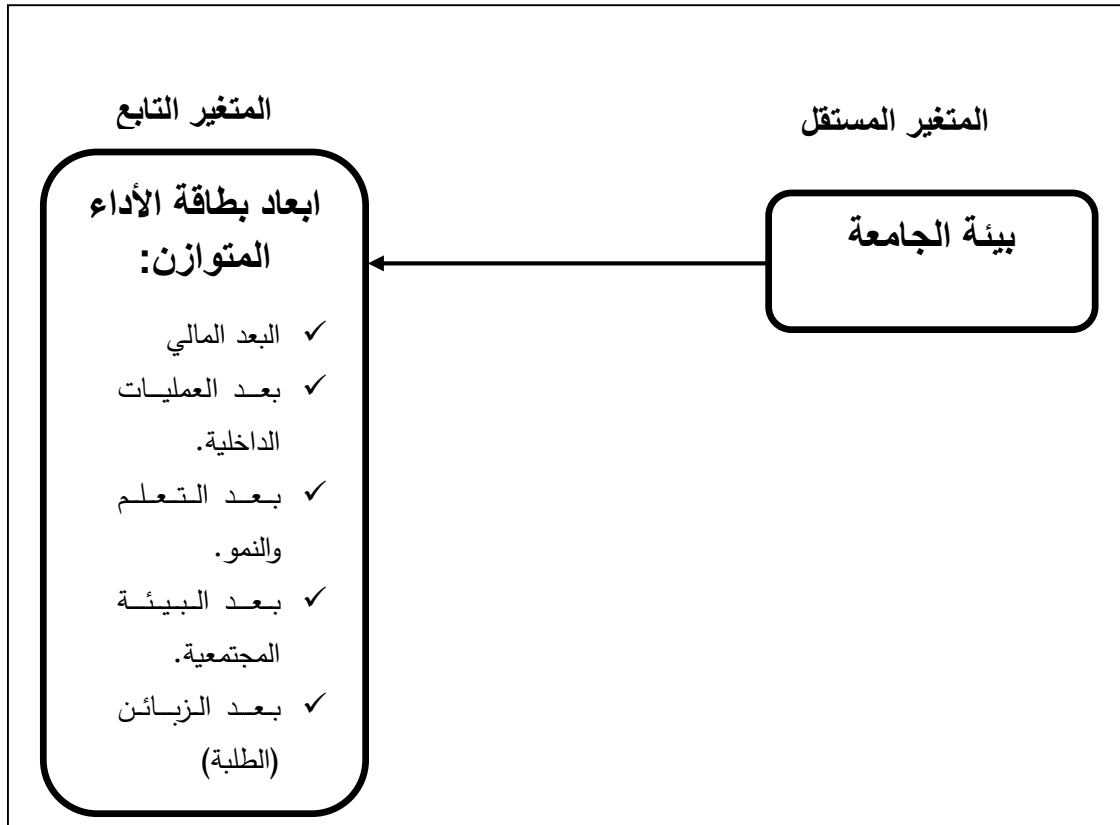 المتغير المستقل
بيئة الجامعة
المتغير التابع
ابعاد بطاقة الأداء
المتوازن:
✓ البعد المالي
✓ بعد العمليات
الداخلية.
✓ بعد التعلم
والنمو.
✓ بعد البيئة
المجتمعية.
✓ بعد الزبائن
(الطلبة)